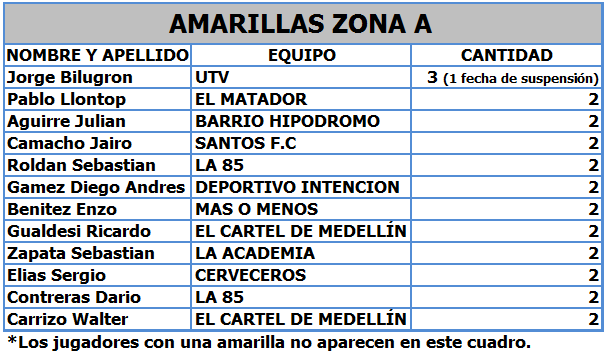 AMARILLAS ZONA A
NOMBRE Y APELLIDO EQUIPO CANTIDAD
Jorge Bilugron UTV 3 (1 fecha de suspensión)
Pablo Llontop EL MATADOR 2
Aguirre Julian BARRIO HIPODROMO 2
Camacho Jairo SANTOS F.C 2
Roldan Sebastian LA 85 2
Gamez Diego Andres DEPORTIVO INTENCION 2
Benitez Enzo MAS O MENOS 2
Gualdesi Ricardo EL CARTEL DE MEDELLÍN 2
Zapata Sebastian LA ACADEMIA 2
Elias Sergio CERVECEROS 2
Contreras Dario LA 85 2
Carrizo Walter EL CARTEL DE MEDELLÍN 2
*Los jugadores con una amarilla no aparecen en este cuadro.